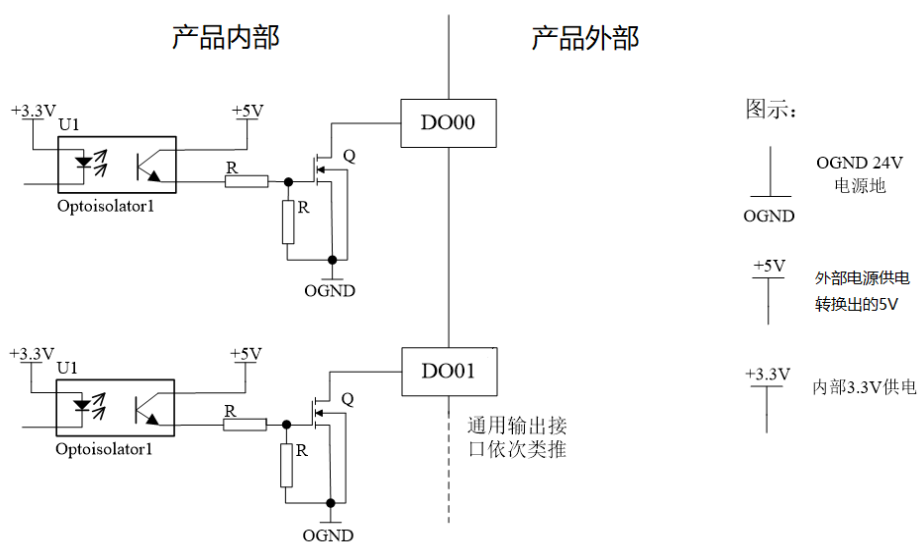 产品内部
产品外部
+3.3V
U1
+5V
R
Q
R
Optoisolator1
OGND
DO00
+3.3V
U1
+5V
R
Q
R
Optoisolator1
OGND
DO01
通用输出接
口依次类推
图示：
OGND 24V
电源地
OGND
+5V
外部电源供电
转换出的5V
+3.3V
内部3.3V供电